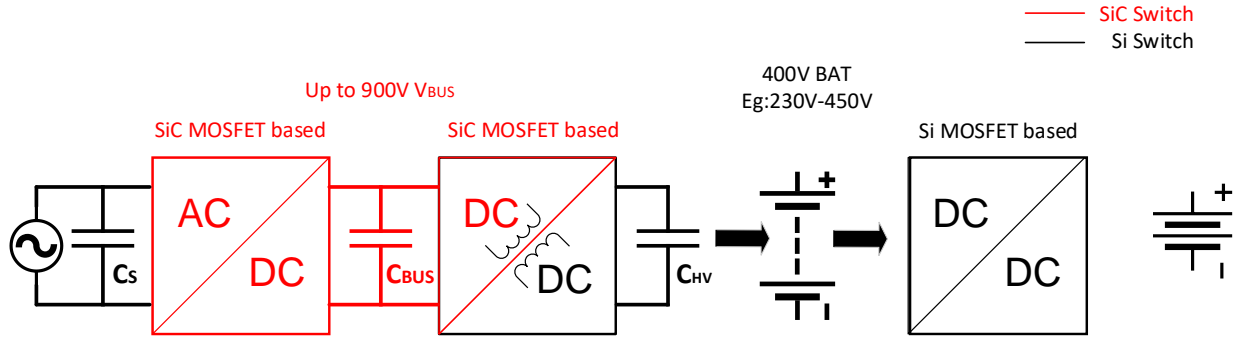 SiC Switch
Si Switch
Up to 900V VBUS
400V BAT
Eg:230V-450V
SiC MOSFET based
SiC MOSFET based
Si MOSFET based
AC
DC
DC
DC
DC
DC
CS
CBUS
CHV
+
-
+
-